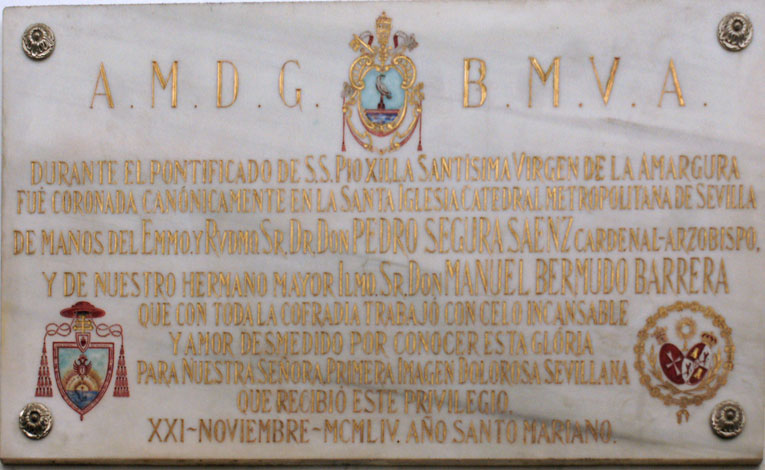 A. M. D. G. B. M. V. A.
DURANTE EL PONTIFICADO DE S.S. PIO XII LA SANTÍSIMA VIRGEN DE LA AMARGURA
FUÉ CORONADA CANÓNICAMENTE EN LA SANTA IGLESIA CATEDRAL METROPOLITANA DE SEVILLA
DE MANOS DEL EMMO. Y RVDMO. SR. DR. DON PEDRO SEGURA SAENZ CARDENAL-ARZOBISPO,
Y DE NUESTRO HERMANO MAYOR ILMO. SR. DON MANUEL BERMUDO BARRERA
QUE CON TODA LA COFRADIA TRABAJÓ CON CELO INCANSABLE
Y AMOR DESMEDIDO POR CONOCER ESTA GLÓRIA
PARA NUESTRA SEÑORA, PRIMERA IMAGEN DOLOROSA SEVILLANA
QUE RECIBIÓ ESTE PRIVILEGIO.
XXI-NOVIEMBRE-MCMLIV. AÑO SANTO MARIANO.